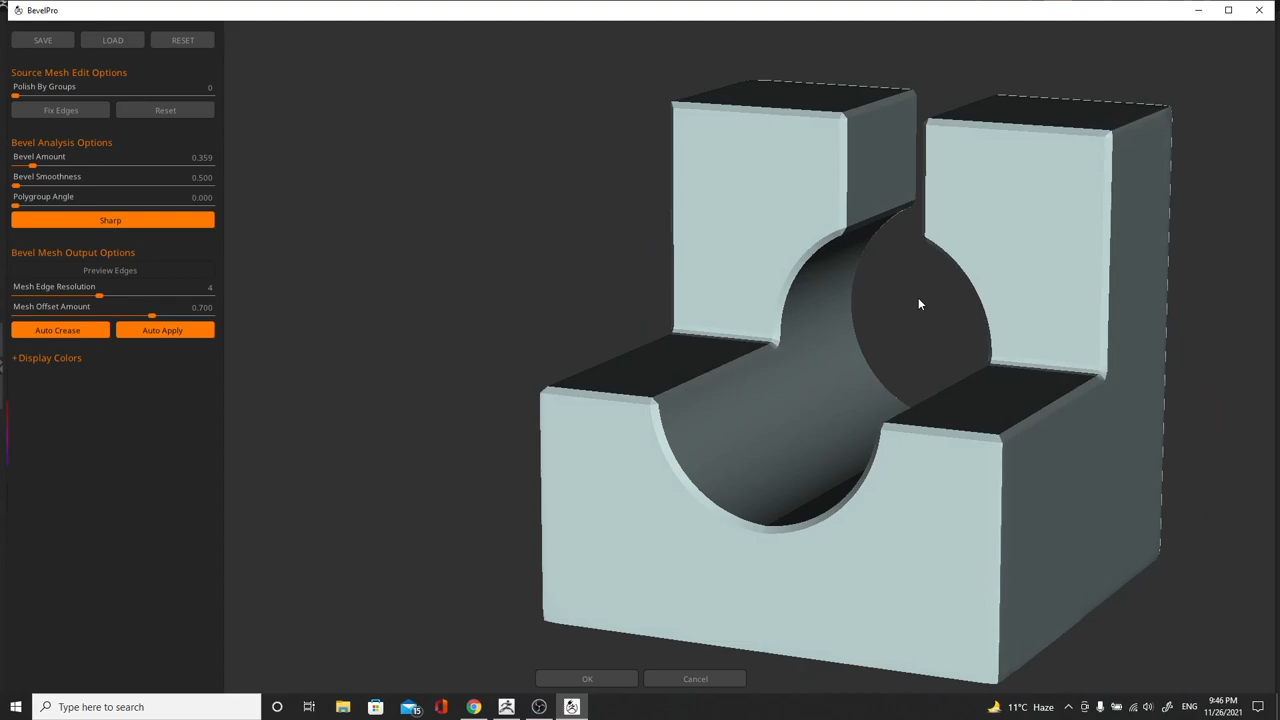 BevelPro
SAVE LOAD RESET
Source Mesh Edit Options
Polish By Groups 0
Fix Edges Reset
Bevel Analysis Options
Bevel Amount 0.359
Bevel Smoothness 0.500
Polygroup Angle 0.000
Sharp
Bevel Mesh Output Options
Preview Edges
Mesh Edge Resolution 4
Mesh Offset Amount 0.700
Auto Crease Auto Apply
+Display Colors
OK Cancel
Type here to search
15
11°C Haze
ENG
9:46 PM
11/26/2021